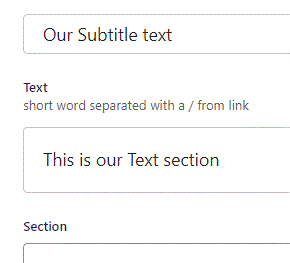 Our Subtitle text
Text
short word separated with a / from link
This is our Text section
Section